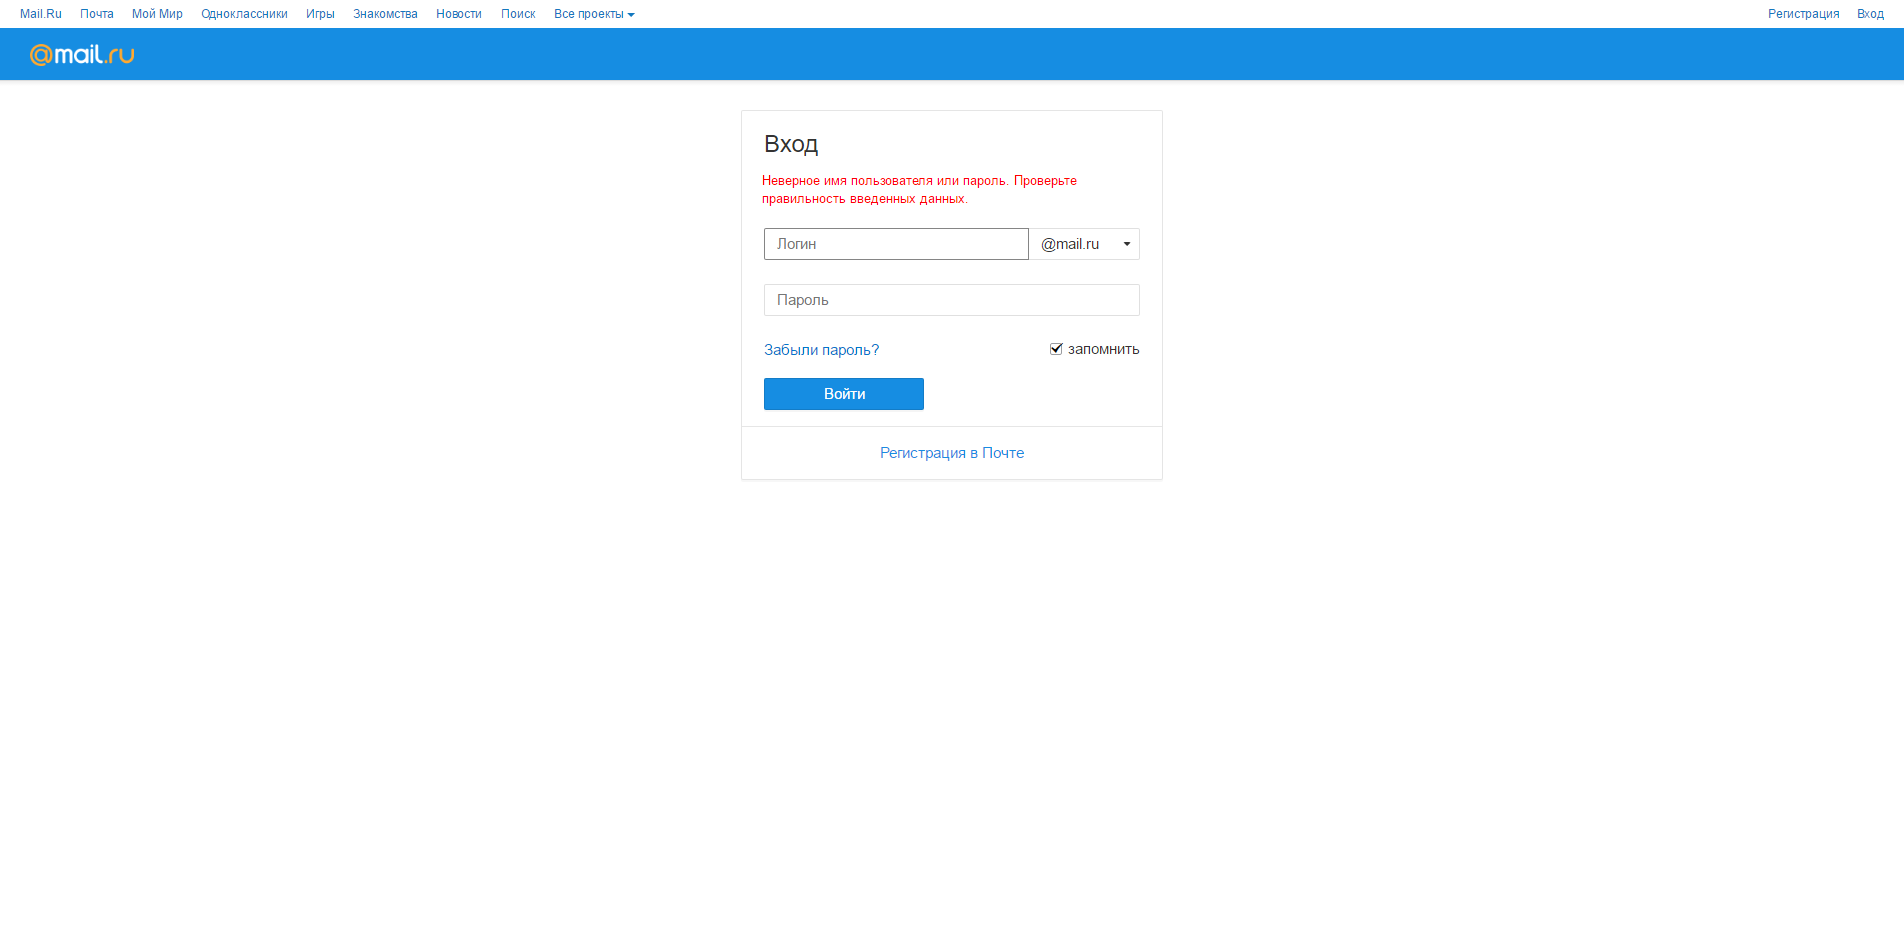 Mail.Ru Почта Мой Мир Одноклассники Игры Знакомства Новости Поиск Все проекты Регистрация Вход
@mail.ru
Вход
Неверное имя пользователя или пароль. Проверьте
правильность введенных данных.
Логин @mail.ru
Пароль
Забыли пароль? запомнить
Войти
Регистрация в Почте